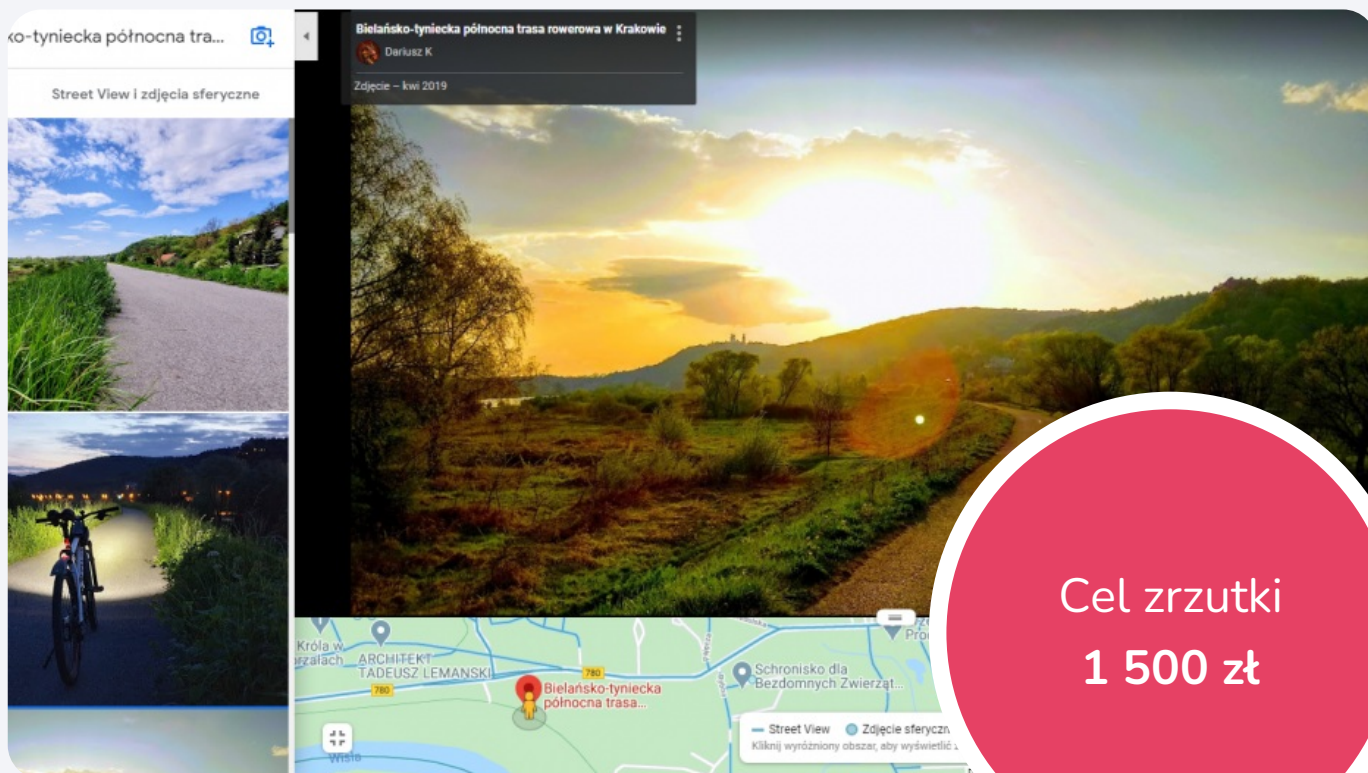 ko-tyniecka północna tra...
Street View i zdjęcia sferyczne
Bielańsko-tyniecka północna trasa rowerowa w Krakowie
Dariusz K
Zdjęcie – kwi 2019
Króla w
ARCHITEKT
TADEUSZ LEMANSKI
780
780
Bielańsko-tyniecka
północna trasa...
Schronisko dla
Bezdomnych Zwierząt...
Wisła
Street View
Zdjęcie sferyczn
Kliknij wyróżniony obszar, aby wyświetlić
Cel zrzutki
1 500 zł